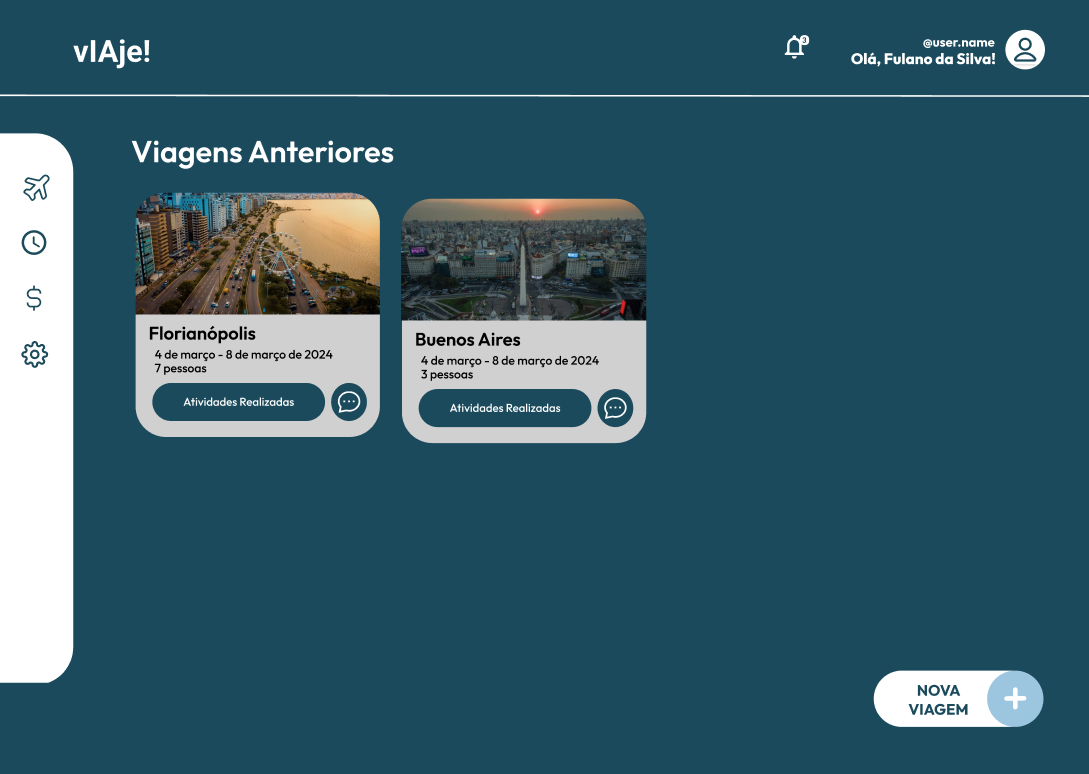 vIAje!
3
@user.name
Olá, Fulano da Silva!
Viagens Anteriores
Florianópolis
4 de março - 8 de março de 2024
7 pessoas
Atividades Realizadas
Buenos Aires
4 de março - 8 de março de 2024
3 pessoas
Atividades Realizadas
NOVA
VIAGEM